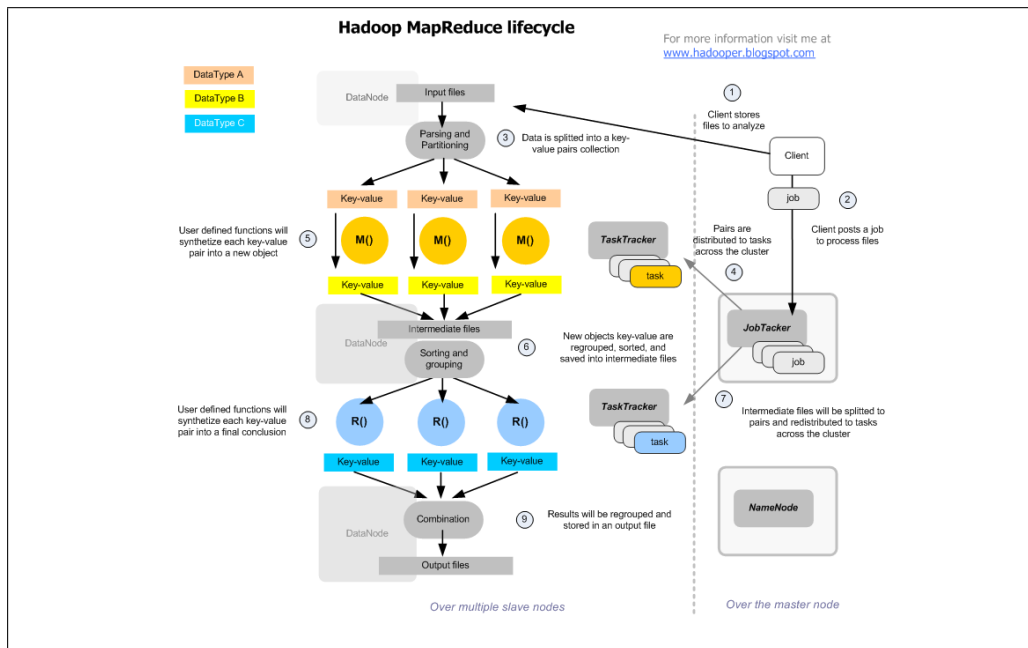 Hadoop MapReduce lifecycle
For more information visit me at
www.hadooper.blogspot.com
DataType A
DataType B
DataType C
DataNode
Input files
1
Client stores
files to analyze
Parsing and
Partitioning
3
Data is splitted into a key-
value pairs collection
Client
job
2
Client posts a job
to process files
Key-value
Key-value
Key-value
User defined functions will
synthetize each key-value
pair into a new object
5
M()
M()
M()
Pairs are
distributed to tasks
across the cluster
4
TaskTracker
task
Key-value
Key-value
Key-value
DataNode
Intermediate files
Sorting and
grouping
6
New objects key-value are
regrouped, sorted, and
saved into intermediate files
JobTacker
job
User defined functions will
synthetize each key-value
pair into a final conclusion
8
R()
R()
R()
TaskTracker
task
7
Intermediate files will be splitted to
pairs and redistributed to tasks
across the cluster
Key-value
Key-value
Key-value
DataNode
Combination
9
Results will be regrouped and
stored in an output file
Output files
NameNode
Over multiple slave nodes
Over the master node